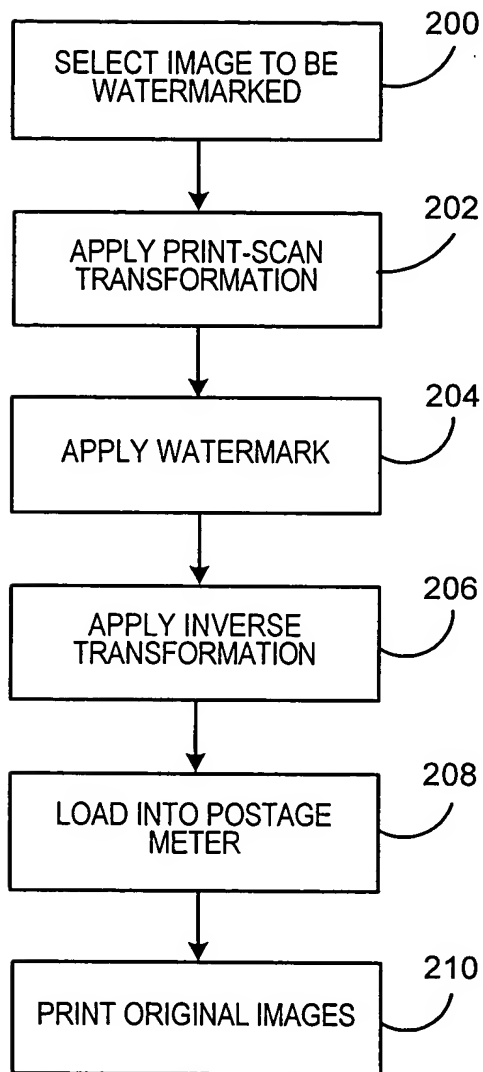 200
SELECT IMAGE TO BE
WATERMARKED
202
APPLY PRINT-SCAN
TRANSFORMATION
204
APPLY WATERMARK
206
APPLY INVERSE
TRANSFORMATION
208
LOAD INTO POSTAGE
METER
210
PRINT ORIGINAL IMAGES